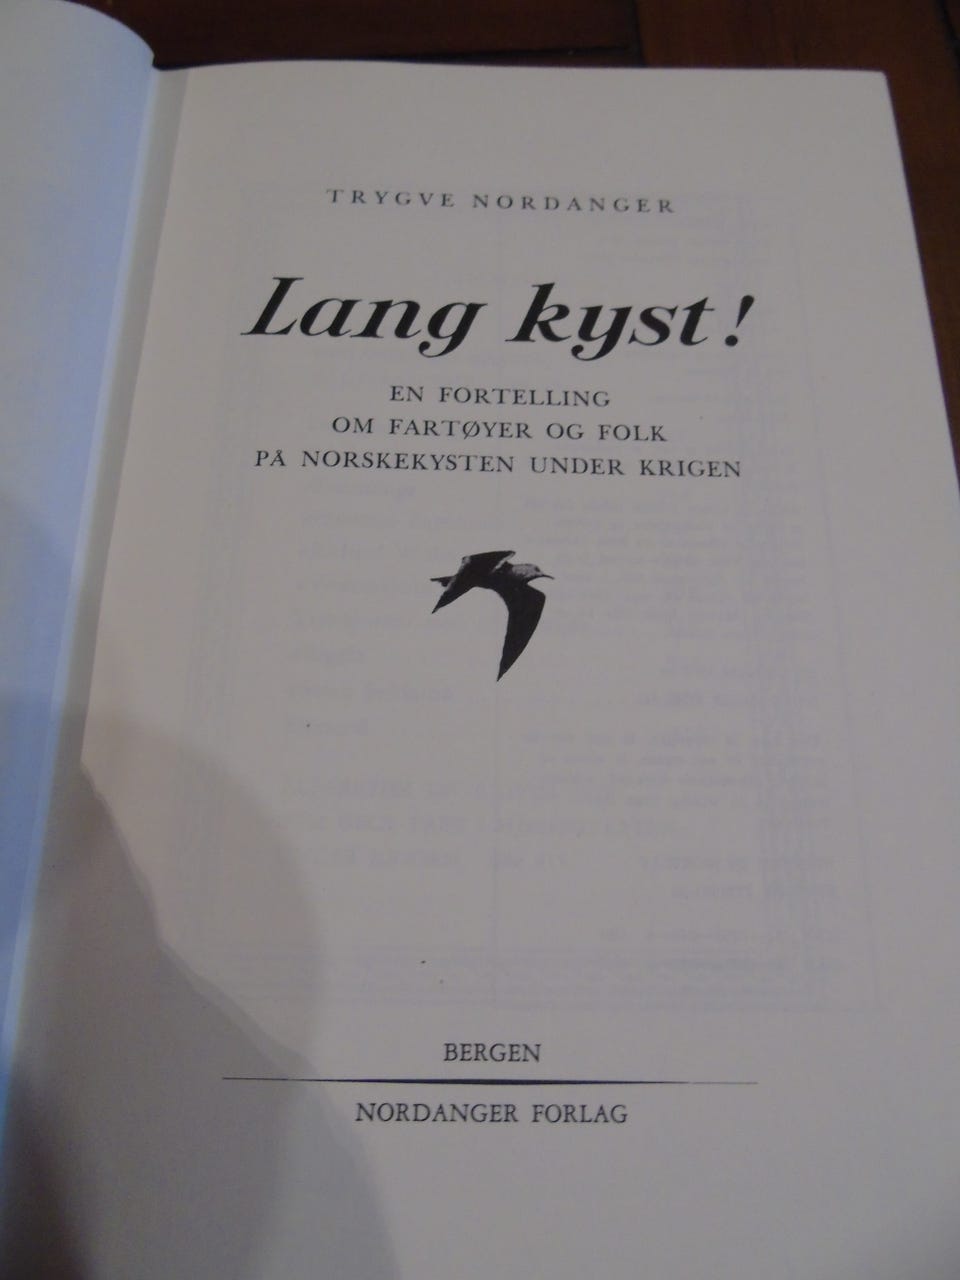 TRYGVE NORDANGER
Lang kyst!
EN FORTELLING
OM FARTØYER OG FOLK
PÅ NORSKEKYSTEN UNDER KRIGEN
BERGEN
NORDANGER FORLAG